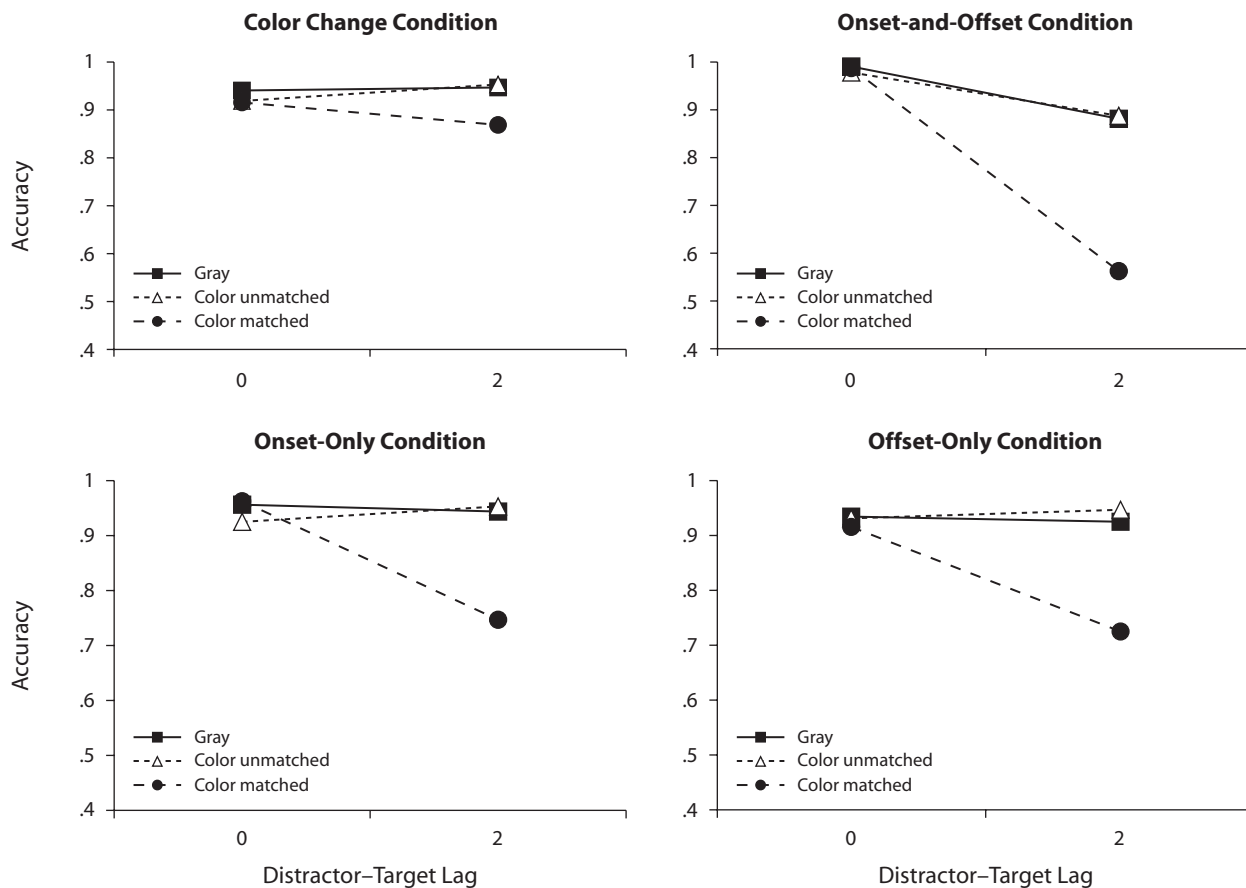 Color Change Condition
Accuracy
1
.9
.8
.7
.6
.5
.4
Gray
Color unmatched
Color matched
0
2
Onset-and-Offset Condition
1
.9
.8
.7
.6
.5
.4
Gray
Color unmatched
Color matched
0
2
Onset-Only Condition
Accuracy
1
.9
.8
.7
.6
.5
.4
Gray
Color unmatched
Color matched
0
2
Distractor–Target Lag
Offset-Only Condition
1
.9
.8
.7
.6
.5
.4
Gray
Color unmatched
Color matched
0
2
Distractor–Target Lag